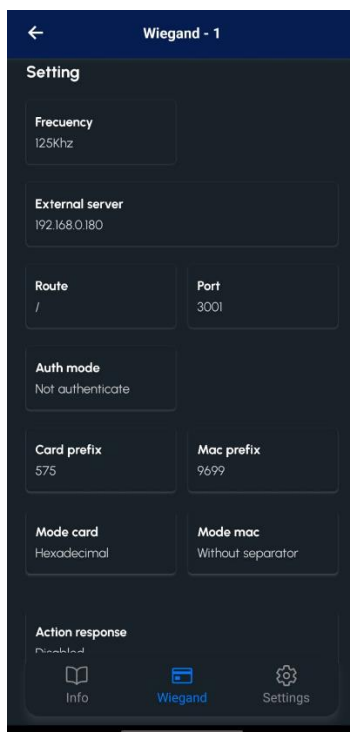 Wiegand - 1
Setting
Frecuency
125Khz
External server
192.168.0.180
Route
Port
/
3001
Auth mode
Not authenticate
Card prefix
Mac prefix
575
9699
Mode card
Mode mac
Hexadecimal
Without separator
Action response
Disabled
Info
Wiegand
Settings